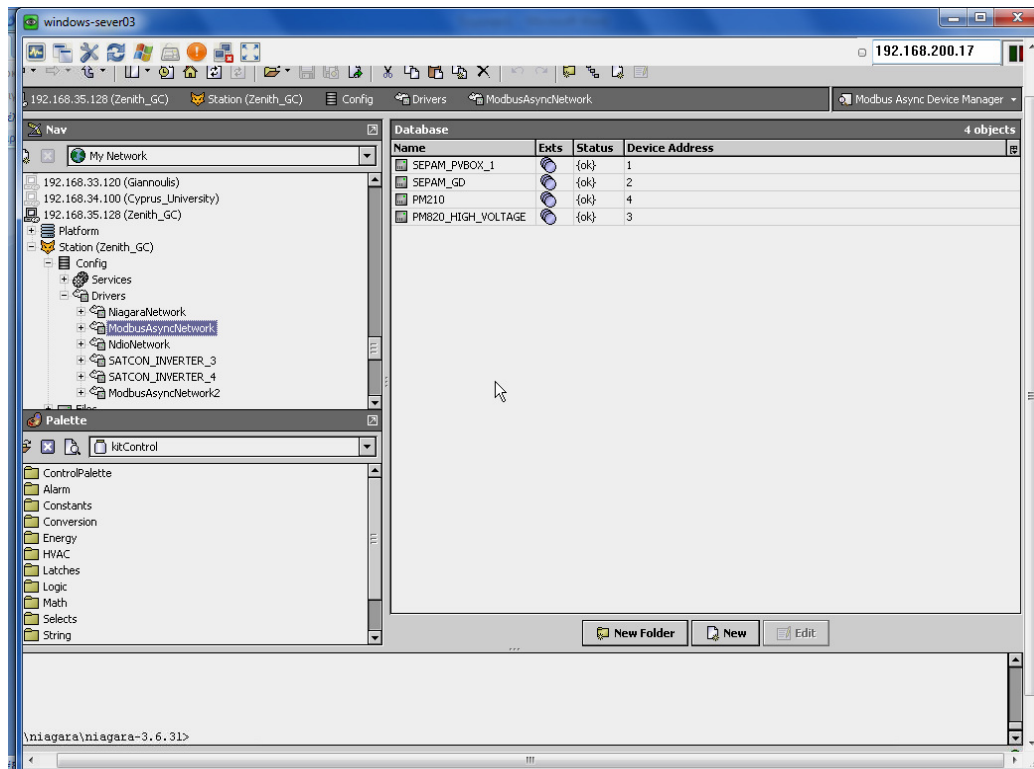 windows-sever03
192.168.200.17
192.168.35.128 (Zenith_GC) Station (Zenith_GC) Config Drivers ModbusAsyncNetwork Modbus Async Device Manager
Nav
My Network
192.168.33.120 (Giannoulis)
192.168.34.100 (Cyprus_University)
192.168.35.128 (Zenith_GC)
Platform
Station (Zenith_GC)
Config
Services
Drivers
NiagaraNetwork
ModbusAsyncNetwork
NdioNetwork
SATCON_INVERTER_3
SATCON_INVERTER_4
ModbusAsyncNetwork2
Files
Palette
kitControl
ControlPalette
Alarm
Constants
Conversion
Energy
HVAC
Latches
Logic
Math
Selects
String
Database 4 objects
Name Exts Status Device Address
SEPAM_PVBOX_1 {ok} 1
SEPAM_GD {ok} 2
PM210 {ok} 4
PM820_HIGH_VOLTAGE {ok} 3
New Folder New Edit
\niagara\niagara-3.6.31>